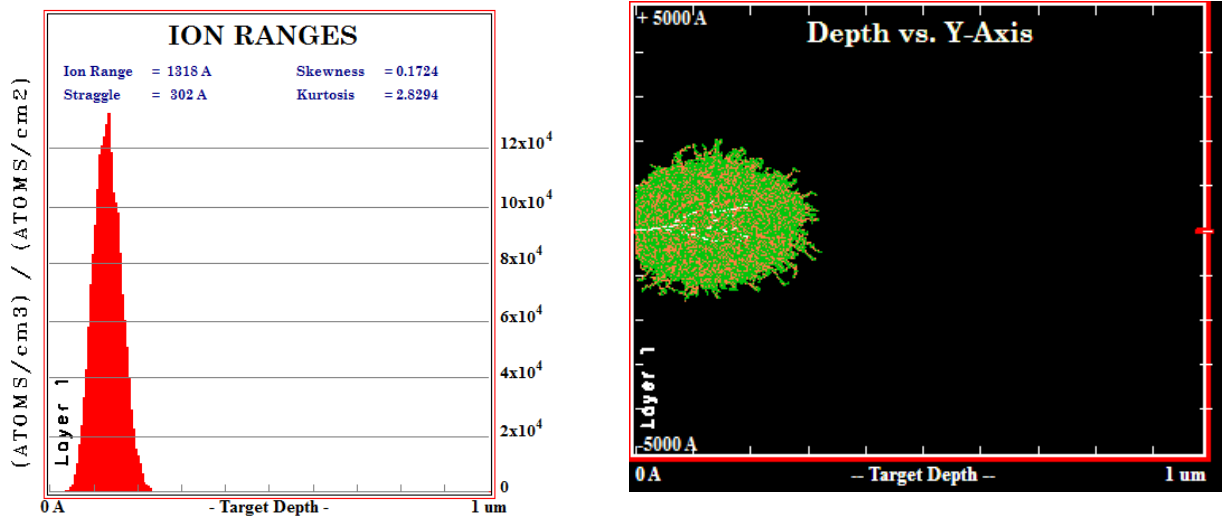 ION RANGES
Ion Range = 1318 A Skewness = 0.1724
Straggle = 302 A Kurtosis = 2.8294
(ATOMS/cm3) / (ATOMS/cm2)
12x10⁴
10x10⁴
8x10⁴
6x10⁴
4x10⁴
2x10⁴
0
Layer 1
0 A - Target Depth - 1 um
+ 5000 A
Depth vs. Y-Axis
Layer 1
-5000 A
0 A -- Target Depth -- 1 um